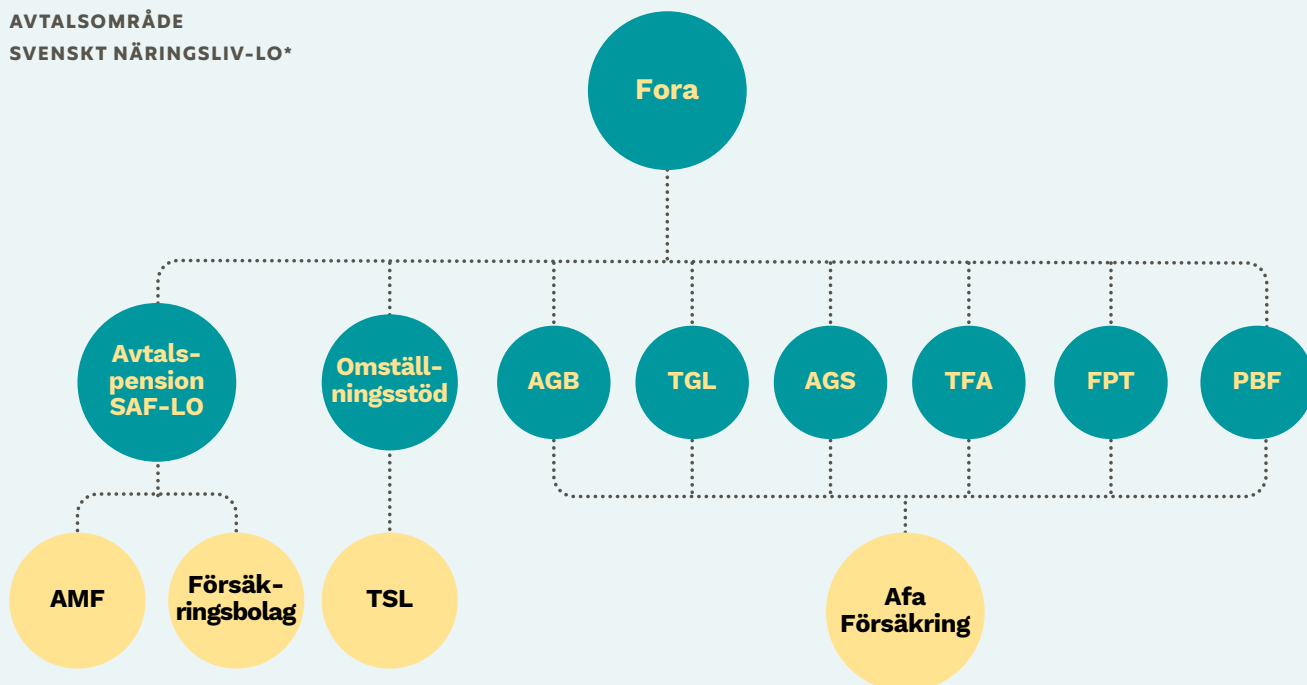 AVTALSOMRÅDE
SVENSKT NÄRINGSLIV-LO*
Fora
Avtals-
pension
SAF-LO
Omställ-
ningsstöd
AGB
TGL
AGS
TFA
FPT
PBF
AMF
Försäk-
ringsbolag
TSL
Afa
Försäkring